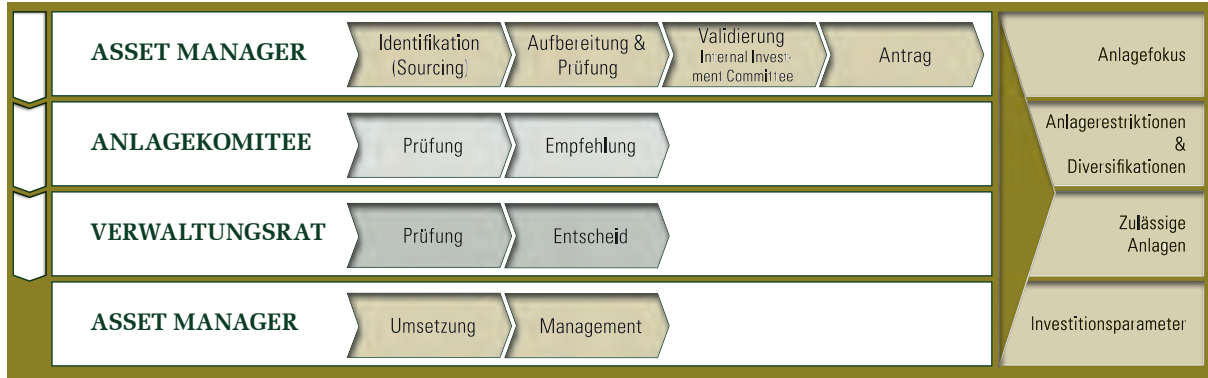 ASSET MANAGER
Identifikation
(Sourcing)
Aufbereitung &
Prüfung
Validierung
Internal Invest-
ment Committee
Antrag
Anlagefokus
ANLAGEKOMITEE
Prüfung
Empfehlung
Anlagerestriktionen
&
Diversifikationen
VERWALTUNGSRAT
Prüfung
Entscheid
Zulässige
Anlagen
ASSET MANAGER
Umsetzung
Management
Investitionsparameter